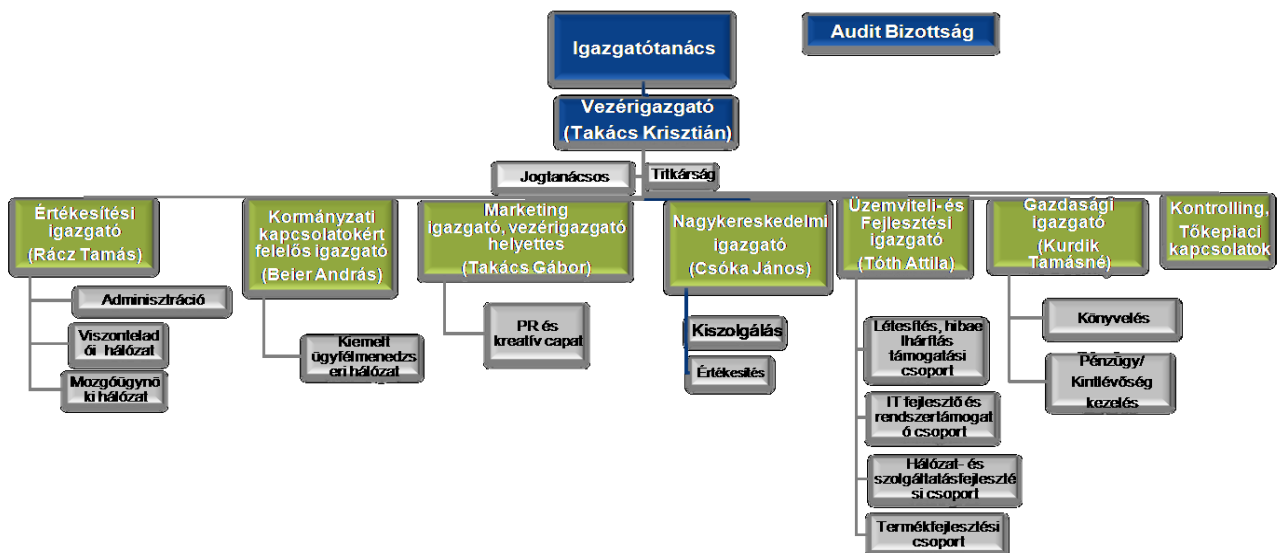 Igazgatótanács
Audit Bizottság
Vezérigazgató
(Takács Krisztián)
Jogtanácsos
Titkárság
Értékesítési
igazgató
(Rácz Tamás)
Adminisztráció
Viszontelad
ói hálózat
Mozgóügynö
ki hálózat
Kormányzati
kapcsolatokért
felelős igazgató
(Beier András)
Kiemelt
ügyfélmenedzs
eri hálózat
Marketing
igazgató, vezérigazgató
helyettes
(Takács Gábor)
PR és
kreatív capat
Nagykereskedelmi
igazgató
(Csóka János)
Kiszolgálás
Értékesítés
Üzemviteli- és
Fejlesztési
igazgató
(Tóth Attila)
Létesítés, hibae
lhárítás
támogatási
csoport
IT fejlesztő és
rendszertámogat
ó csoport
Hálózat- és
szolgáltatásfejleszté
si csoport
Termékfejlesztési
csoport
Gazdasági
igazgató
(Kurdik
Tamásné)
Könyvelés
Pénzügy/
Kintlévőség
kezelés
Kontrolling,
Tőkepiaci
kapcsolatok